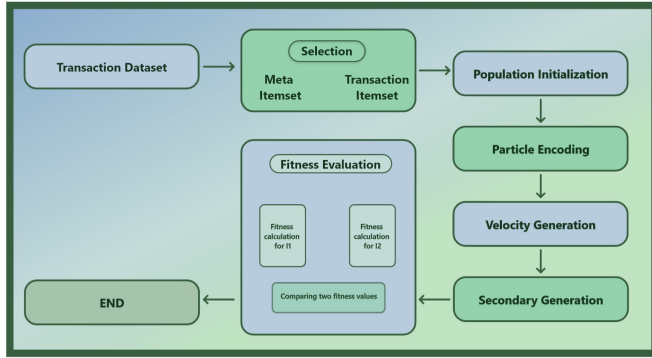 Transaction Dataset
Selection
Meta
Itemset
Transaction
Itemset
Population Initialization
Particle Encoding
Velocity Generation
Secondary Generation
Fitness Evaluation
Fitness
calculation
for I1
Fitness
calculation
for I2
Comparing two fitness values
END